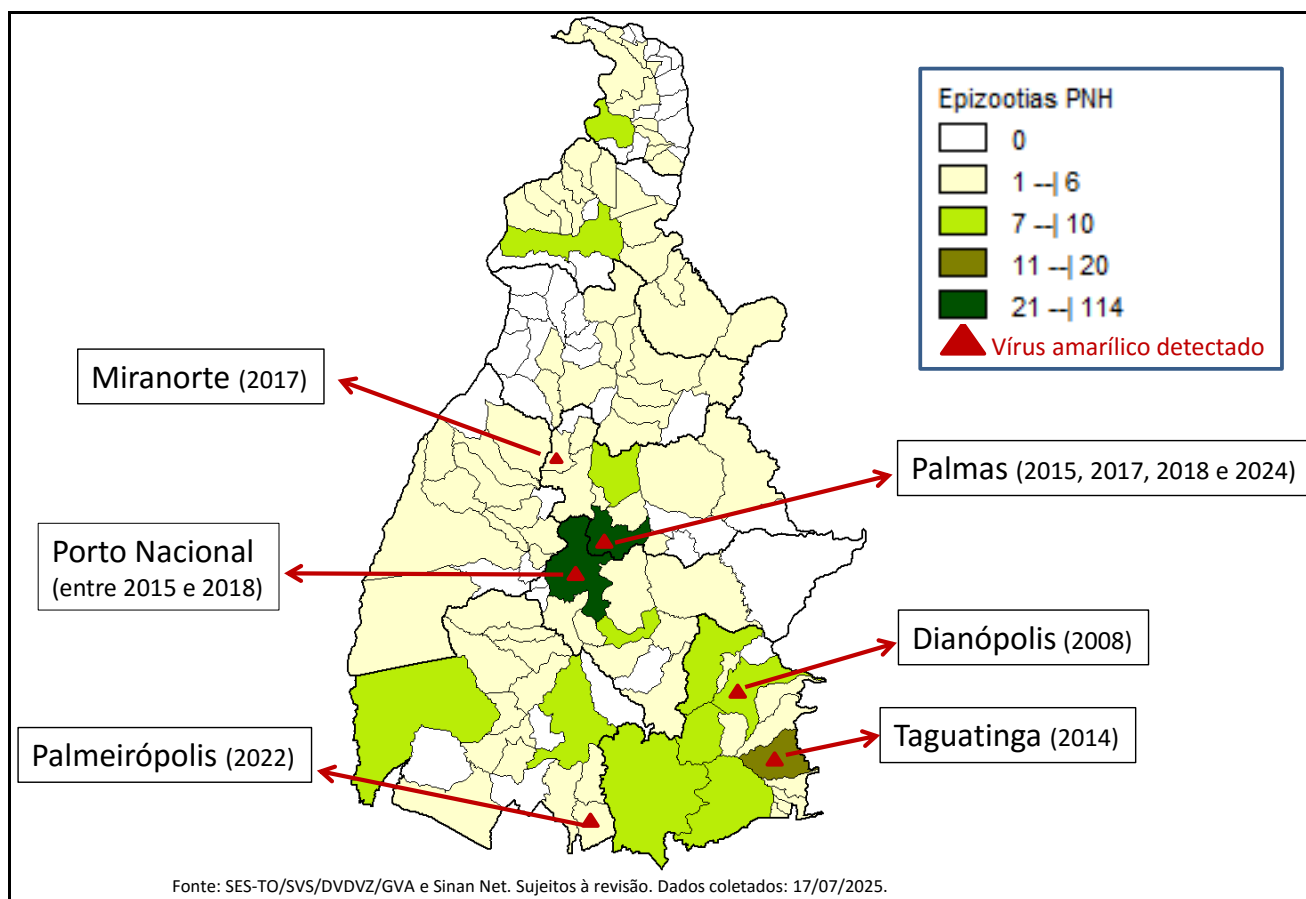 Epizootias PNH
0
1 --| 6
7 --| 10
11 --| 20
21 --| 114
Vírus amarílico detectado
Miranorte (2017)
Palmas (2015, 2017, 2018 e 2024)
Porto Nacional
(entre 2015 e 2018)
Dianópolis (2008)
Taguatinga (2014)
Palmeirópolis (2022)
Fonte: SES-TO/SVS/DVDVZ/GVA e Sinan Net. Sujeitos à revisão. Dados coletados: 17/07/2025.